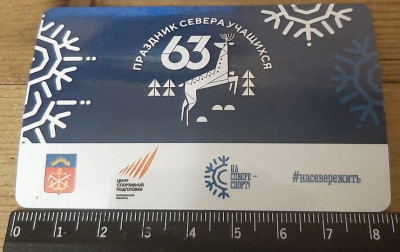 ПРАЗДНИК СЕВЕРА УЧАЩИХСЯ
63
ЦЕНТР
СПОРТИВНОЙ
ПОДГОТОВКИ
НА
СЕВЕРЕ –
СПОРТ!
#насевережить
0 1 2 3 4 5 6 7 8